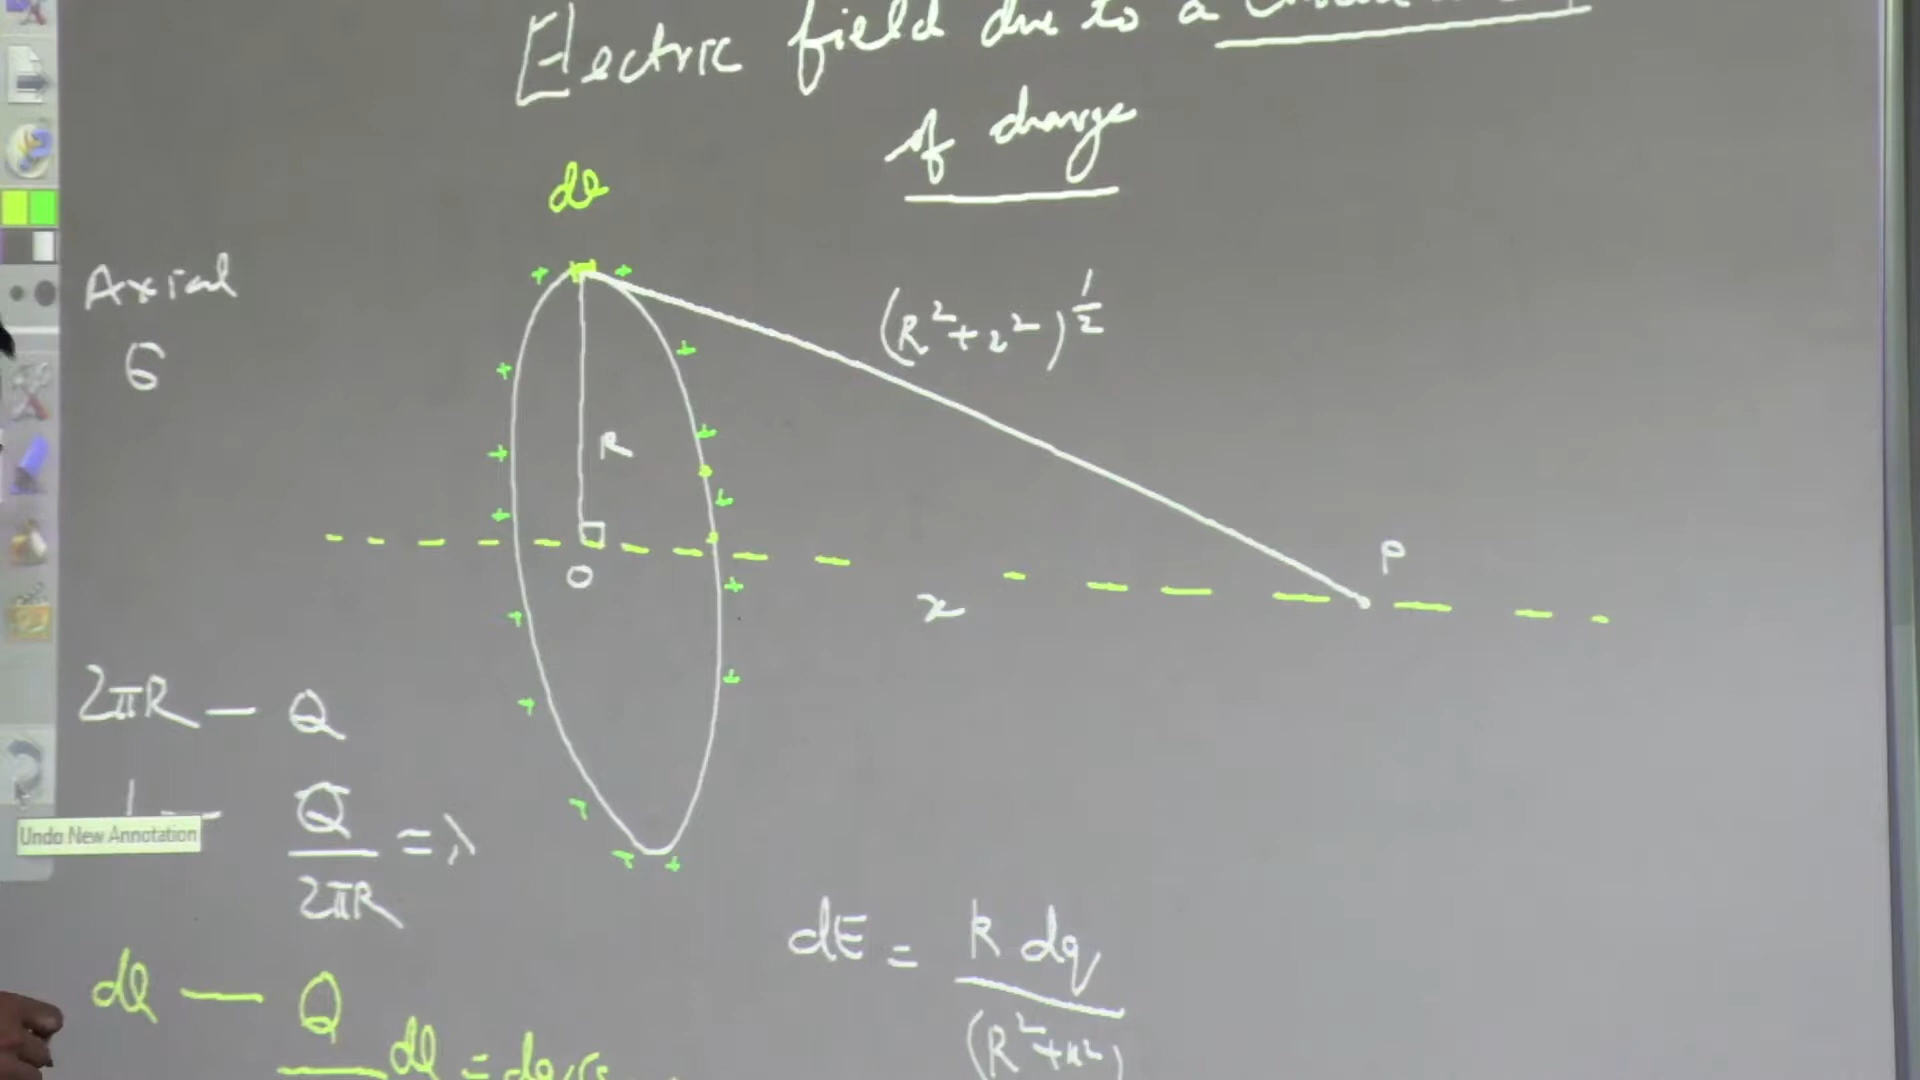 Electric field due to a
of charge
dl
Axial
6
(R²+x²)^1/2
R
O
P
x
2πR — Q
1 — Q/2πR = λ
Undo New Annotation
dl — Q
dl =
dE = k dq/(R²+x²)